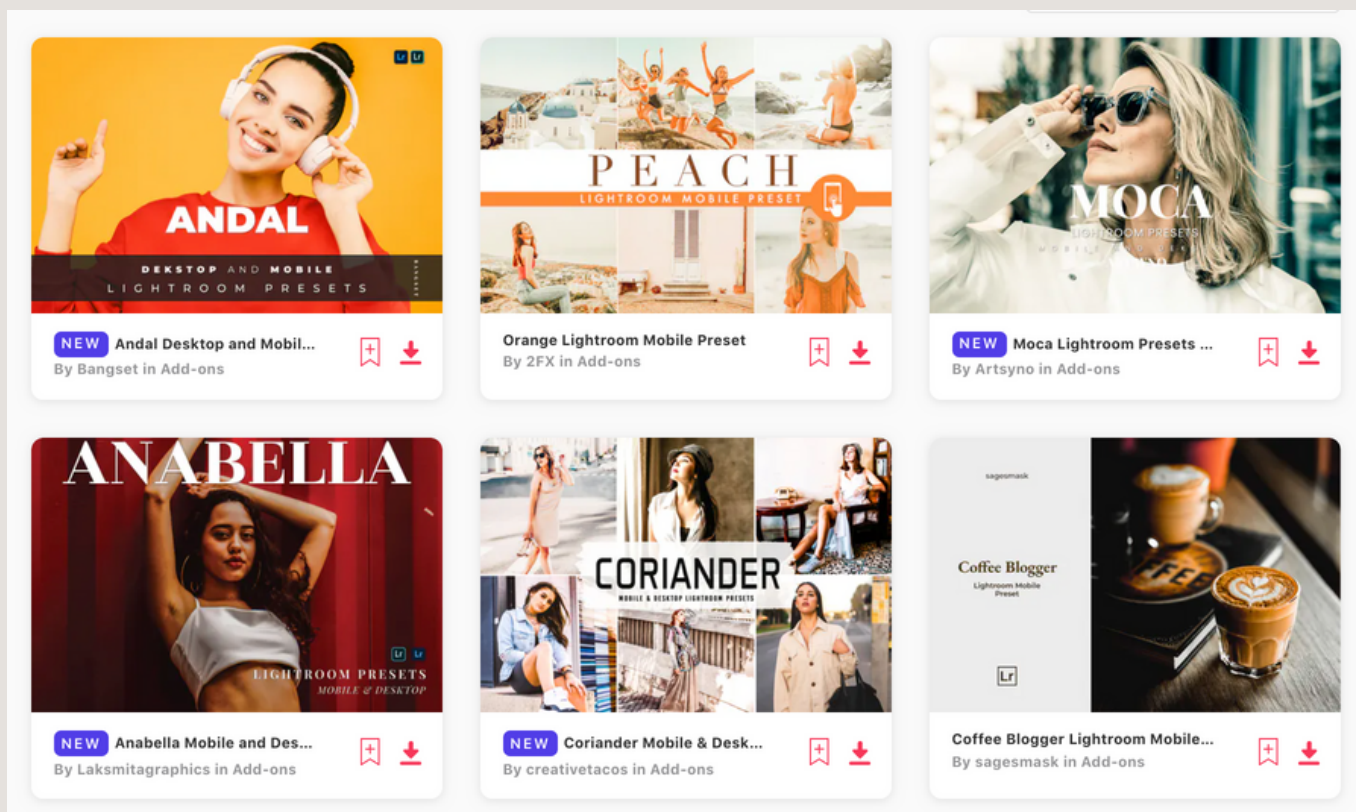 Lr Lr
ANDAL
DEKSTOP AND MOBILE
LIGHTROOM PRESETS
BANGSET
NEW Andal Desktop and Mobil...
By Bangset in Add-ons
PEACH
LIGHTROOM MOBILE PRESET
Orange Lightroom Mobile Preset
By 2FX in Add-ons
MOCA
LIGHTROOM PRESETS
MOBILE AND
NEW Moca Lightroom Presets ...
By Artsyno in Add-ons
ANABELLA
Lr Lr
LIGHTROOM PRESETS
MOBILE & DESKTOP
NEW Anabella Mobile and Des...
By Laksmitagraphics in Add-ons
CORIANDER
MOBILE & DESKTOP LIGHTROOM PRESETS
NEW Coriander Mobile & Desk...
By creativetacos in Add-ons
sagesmask
Coffee Blogger
Lightroom Mobile
Preset
Lr
Coffee Blogger Lightroom Mobile...
By sagesmask in Add-ons